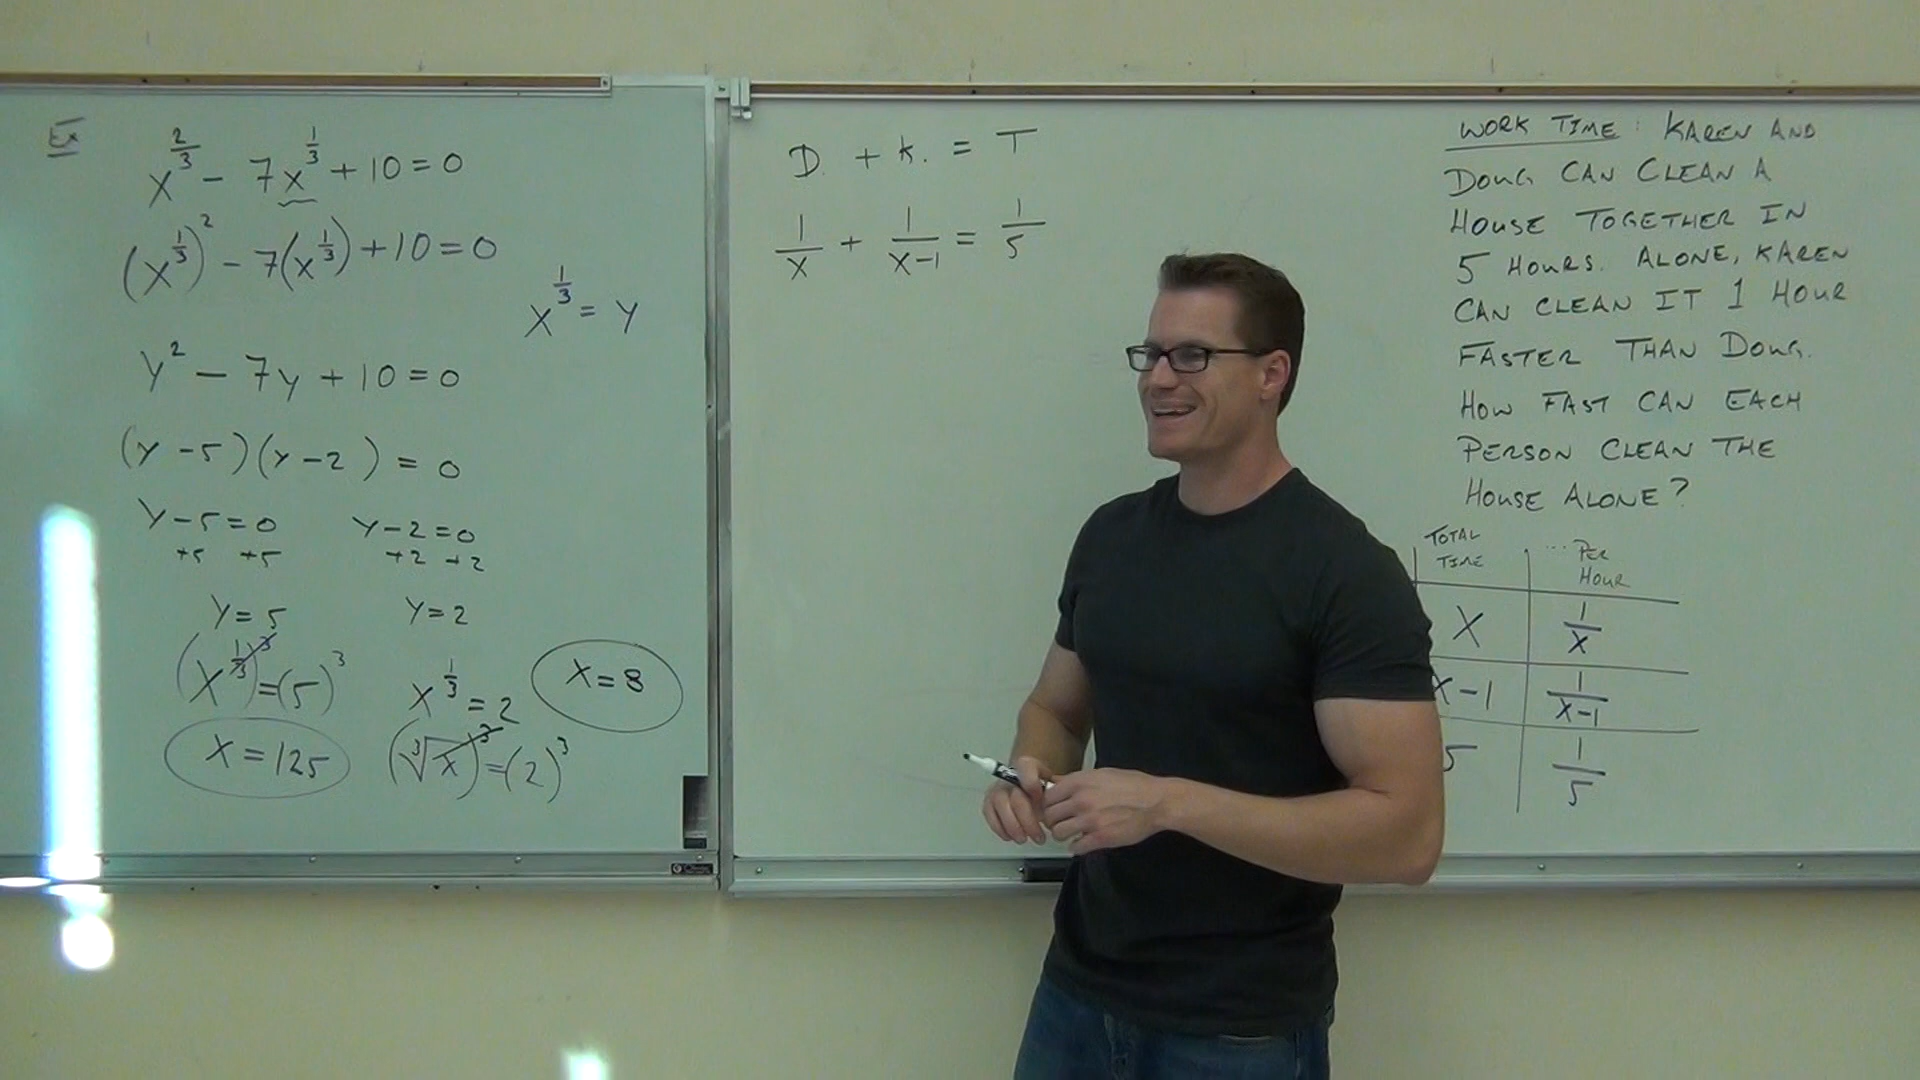 Ex
x^(2/3) - 7x^(1/3) + 10 = 0
(x^(1/3))^2 - 7(x^(1/3)) + 10 = 0
x^(1/3) = y
y^2 - 7y + 10 = 0
(y - 5)(y - 2) = 0
y - 5 = 0 y - 2 = 0
+5 +5 +2 +2
y = 5 y = 2
(x^(1/3))^3 = (5)^3
x^(1/3) = 2
x = 8
x = 125
(∛x)^3 = (2)^3
D. + K. = T
1/x + 1/(x-1) = 1/5
WORK TIME: KAREN AND
DOUG CAN CLEAN A
HOUSE TOGETHER IN
5 HOURS. ALONE, KAREN
CAN CLEAN IT 1 HOUR
FASTER THAN DOUG.
HOW FAST CAN EACH
PERSON CLEAN THE
HOUSE ALONE?
TOTAL TIME ...PER HOUR
x 1/x
x-1 1/(x-1)
5 1/5